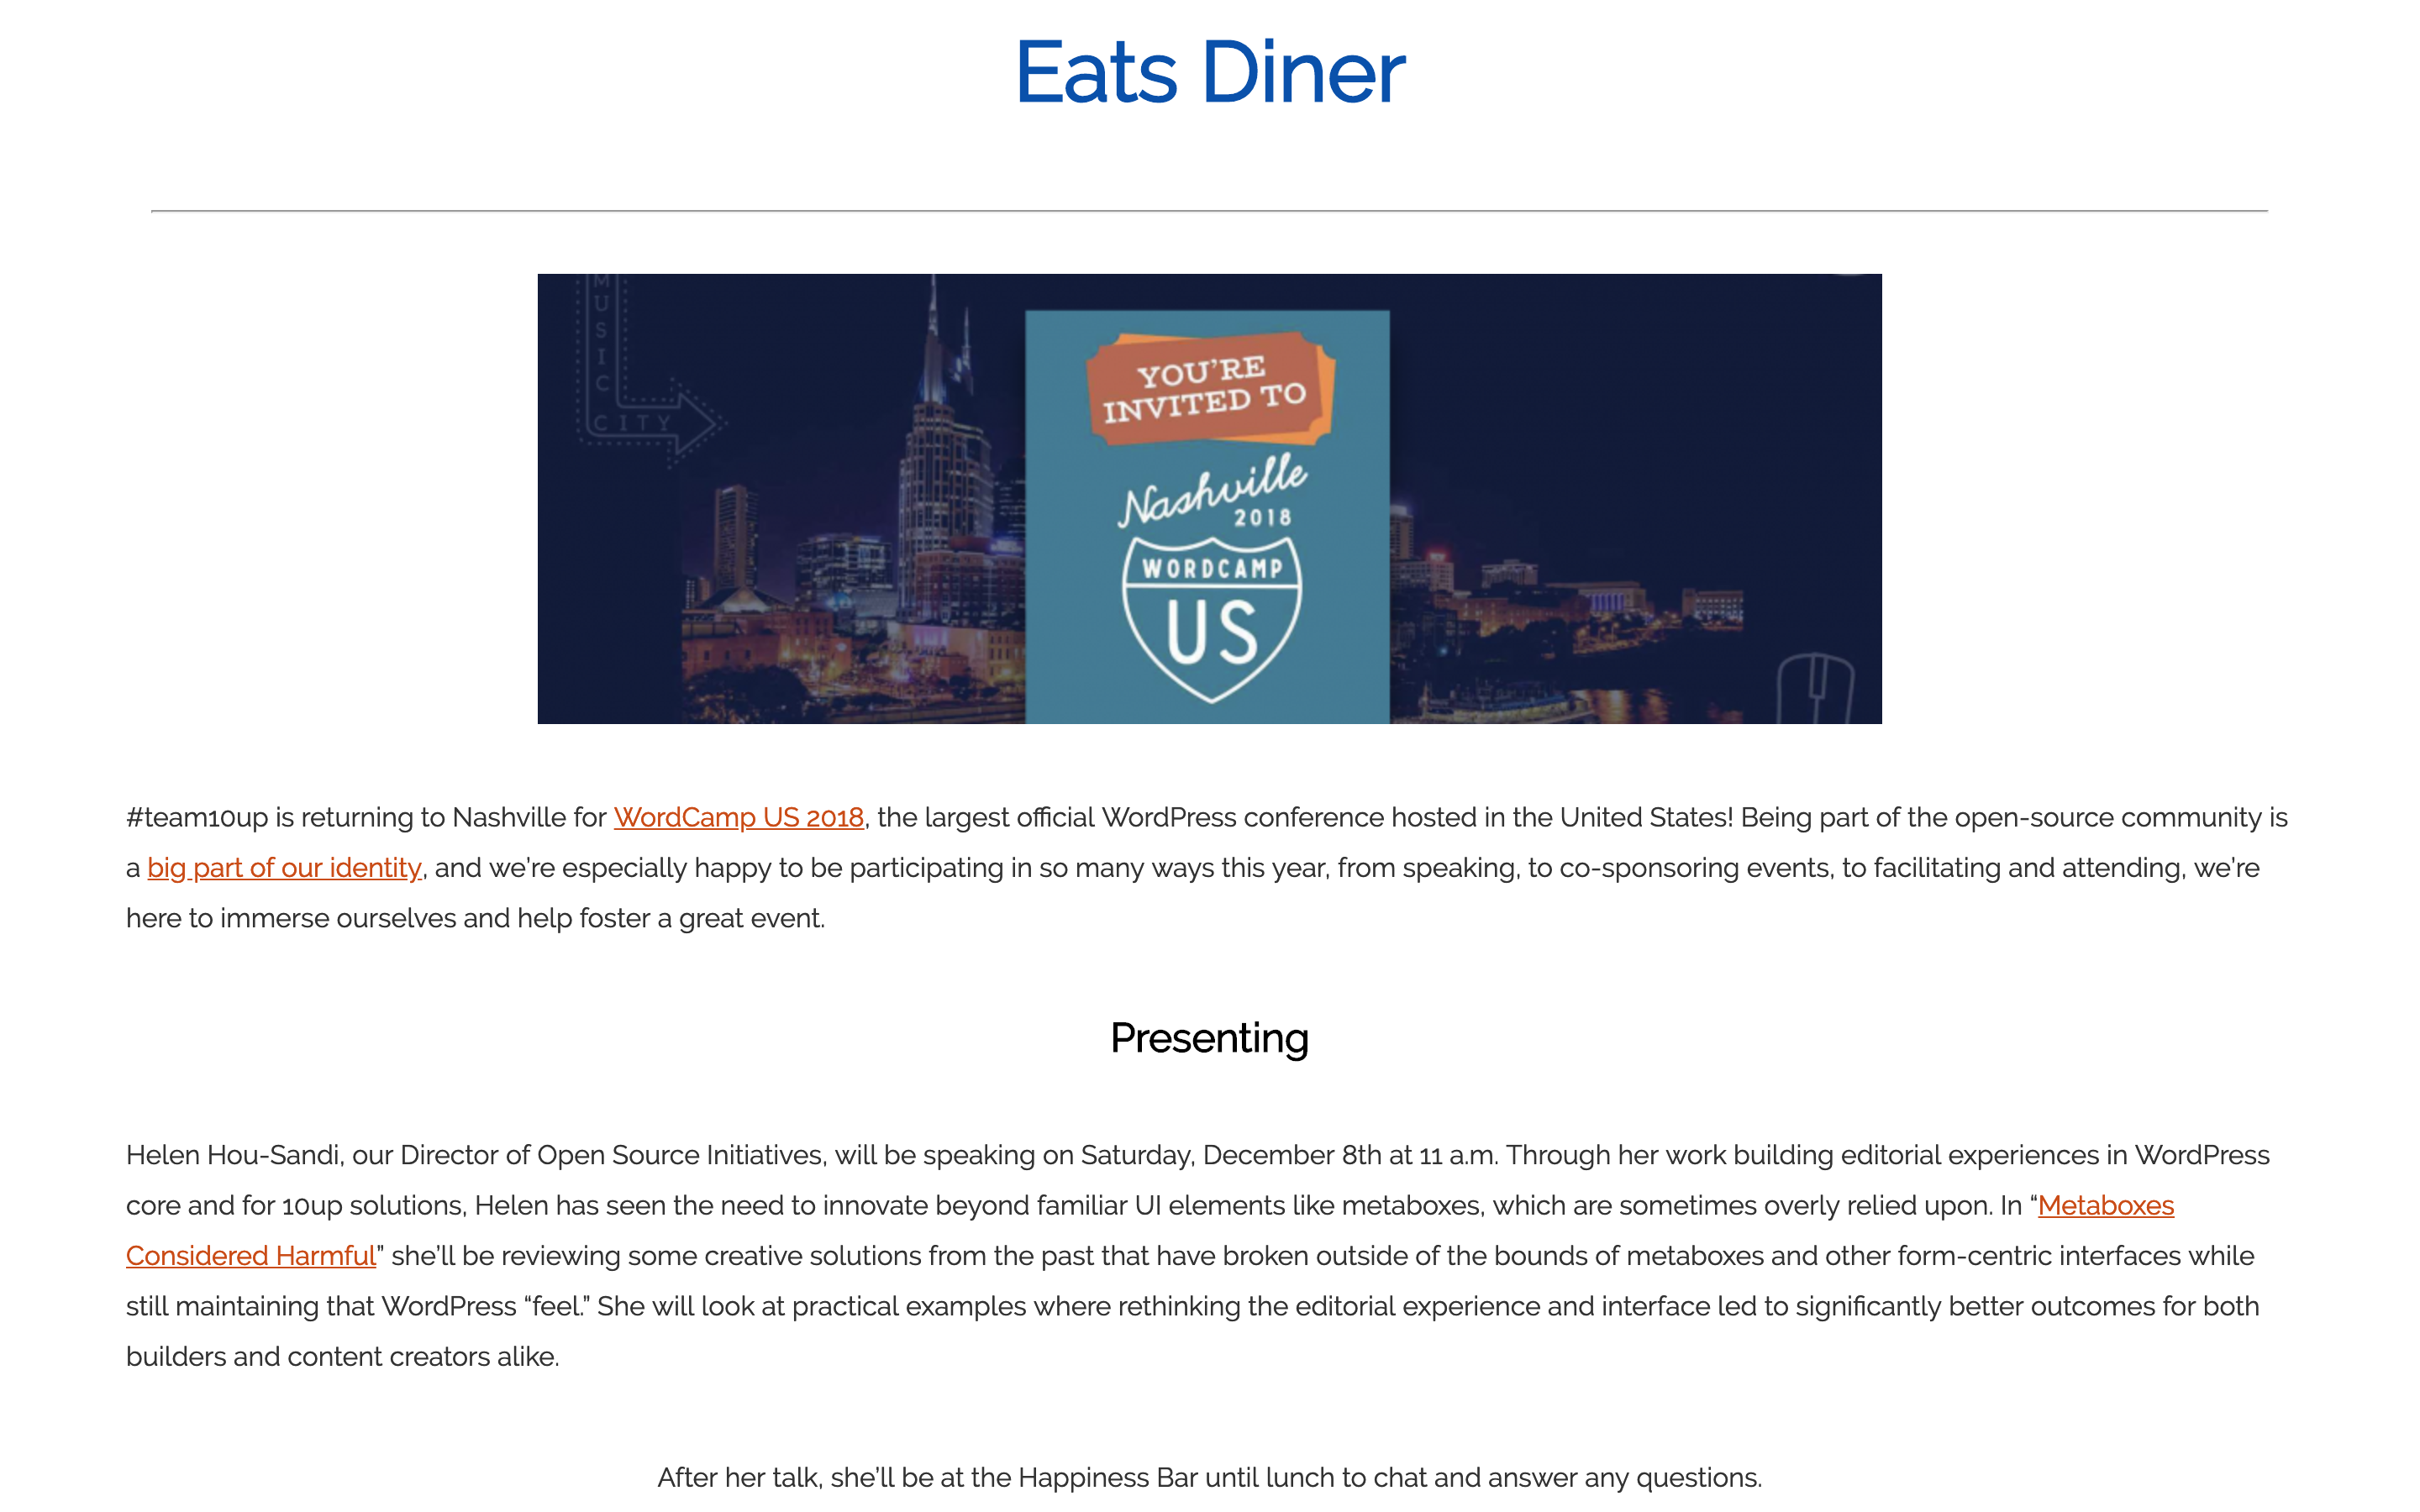 Eats Diner
MUSIC
CITY
YOU'RE
INVITED TO
Nashville
2018
WORDCAMP
US
#team10up is returning to Nashville for WordCamp US 2018, the largest official WordPress conference hosted in the United States! Being part of the open-source community is
a big part of our identity, and we’re especially happy to be participating in so many ways this year, from speaking, to co-sponsoring events, to facilitating and attending, we’re
here to immerse ourselves and help foster a great event.
Presenting
Helen Hou-Sandi, our Director of Open Source Initiatives, will be speaking on Saturday, December 8th at 11 a.m. Through her work building editorial experiences in WordPress
core and for 10up solutions, Helen has seen the need to innovate beyond familiar UI elements like metaboxes, which are sometimes overly relied upon. In “Metaboxes
Considered Harmful” she’ll be reviewing some creative solutions from the past that have broken outside of the bounds of metaboxes and other form-centric interfaces while
still maintaining that WordPress “feel.” She will look at practical examples where rethinking the editorial experience and interface led to significantly better outcomes for both
builders and content creators alike.
After her talk, she’ll be at the Happiness Bar until lunch to chat and answer any questions.